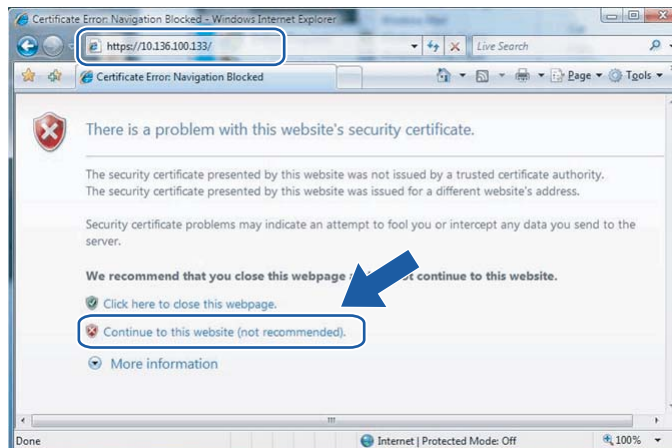 Certificate Error: Navigation Blocked - Windows Internet Explorer
https://10.136.100.133/
Live Search
Certificate Error: Navigation Blocked
Page
Tools
There is a problem with this website's security certificate.
The security certificate presented by this website was not issued by a trusted certificate authority.
The security certificate presented by this website was issued for a different website's address.
Security certificate problems may indicate an attempt to fool you or intercept any data you send to the
server.
We recommend that you close this webpage continue to this website.
Click here to close this webpage.
Continue to this website (not recommended).
More information
Done
Internet | Protected Mode: Off
100%